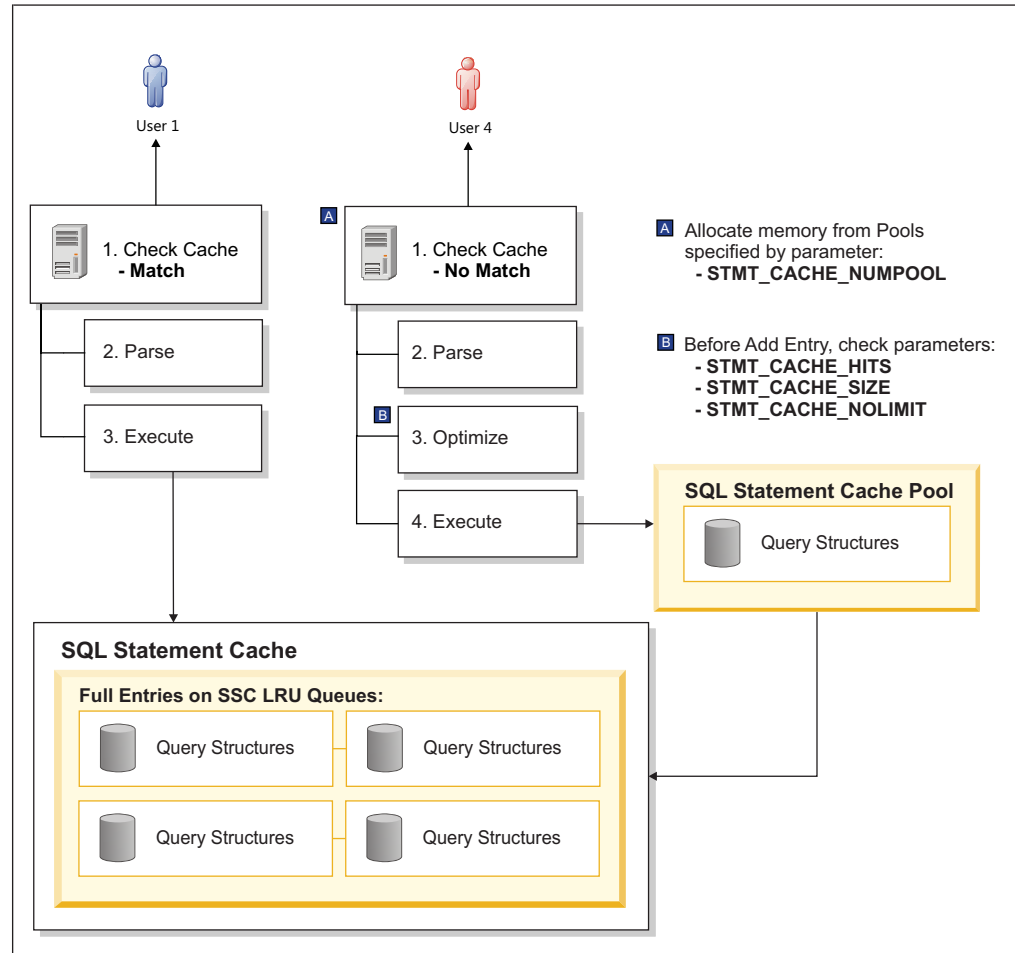 User 1
User 4
1. Check Cache
- Match
2. Parse
3. Execute
A
1. Check Cache
- No Match
2. Parse
B
3. Optimize
4. Execute
A Allocate memory from Pools
specified by parameter:
- STMT_CACHE_NUMPOOL
B Before Add Entry, check parameters:
- STMT_CACHE_HITS
- STMT_CACHE_SIZE
- STMT_CACHE_NOLIMIT
SQL Statement Cache Pool
Query Structures
SQL Statement Cache
Full Entries on SSC LRU Queues:
Query Structures
Query Structures
Query Structures
Query Structures